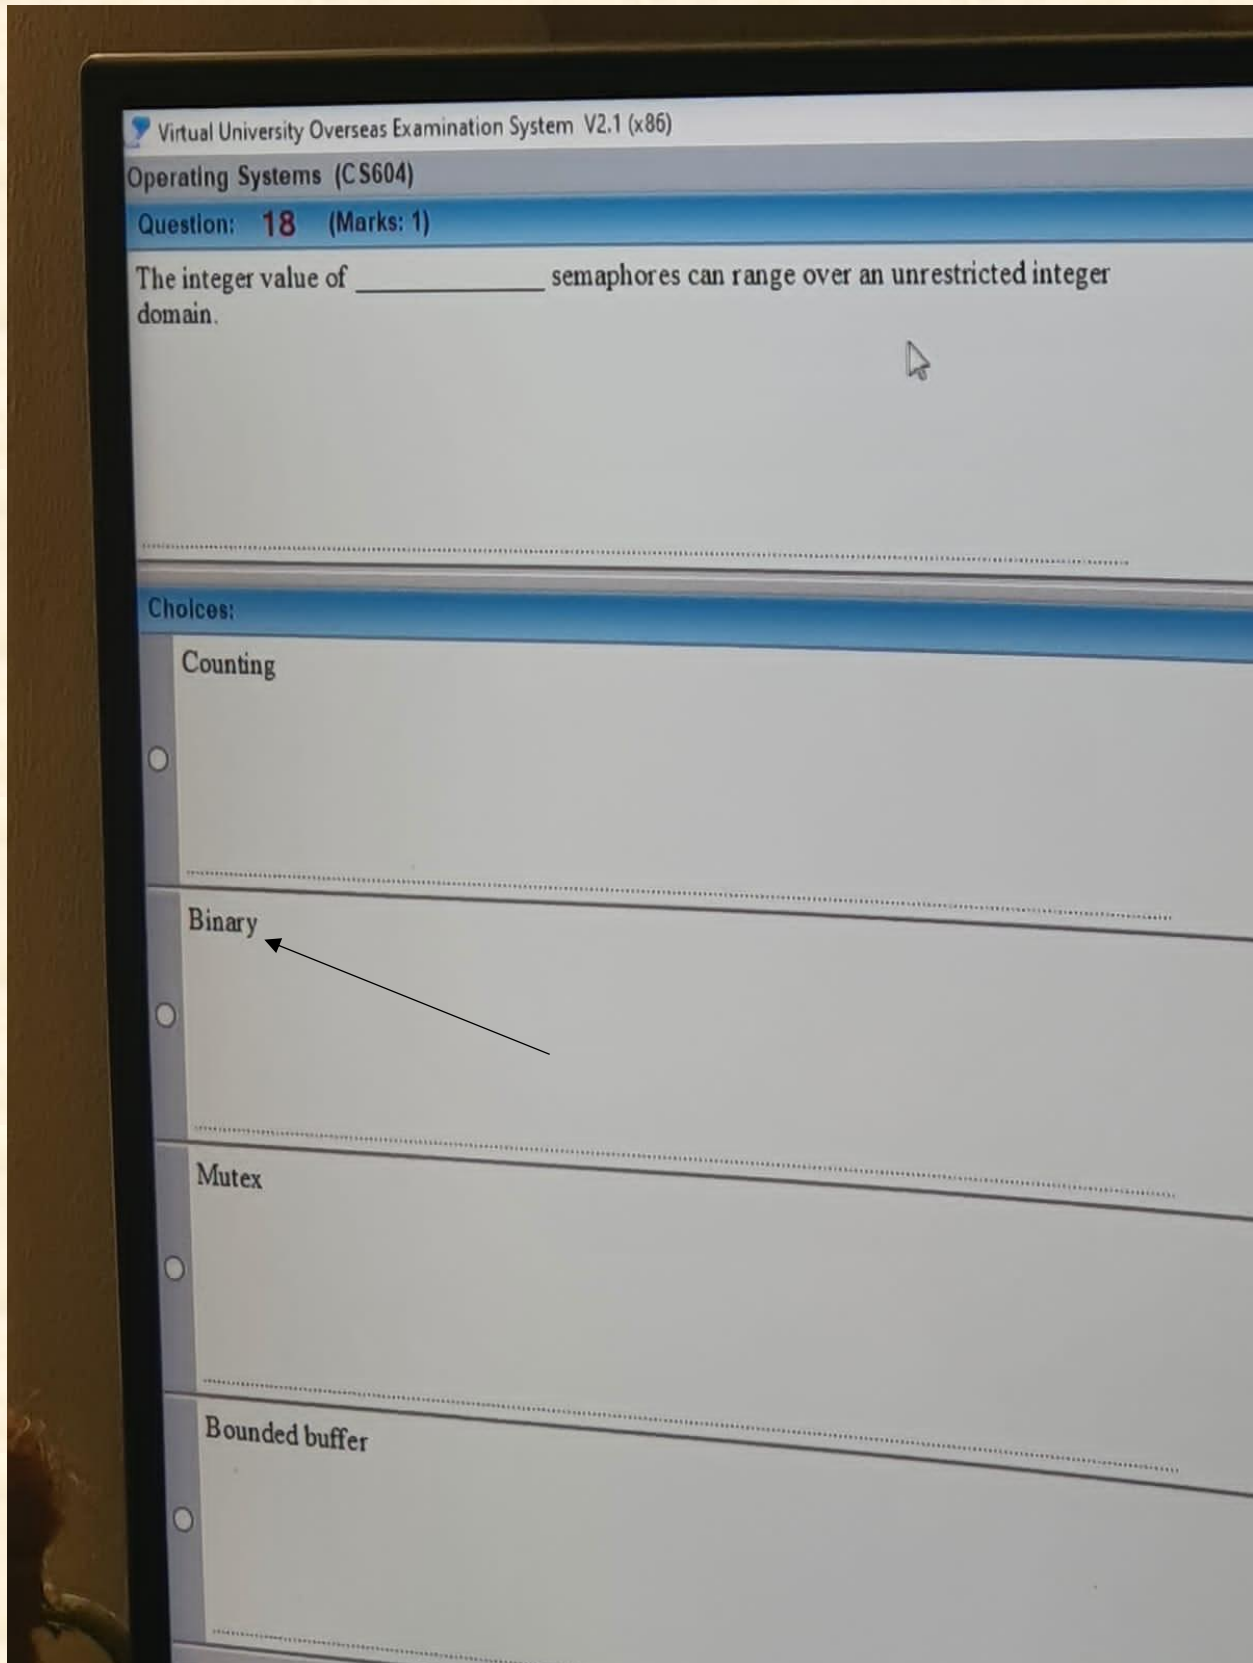 Virtual University Overseas Examination System V2.1 (x86)
Operating Systems (CS604)
Question: 18 (Marks: 1)
The integer value of ____________ semaphores can range over an unrestricted integer
domain.
Choices:
Counting
Binary
Mutex
Bounded buffer